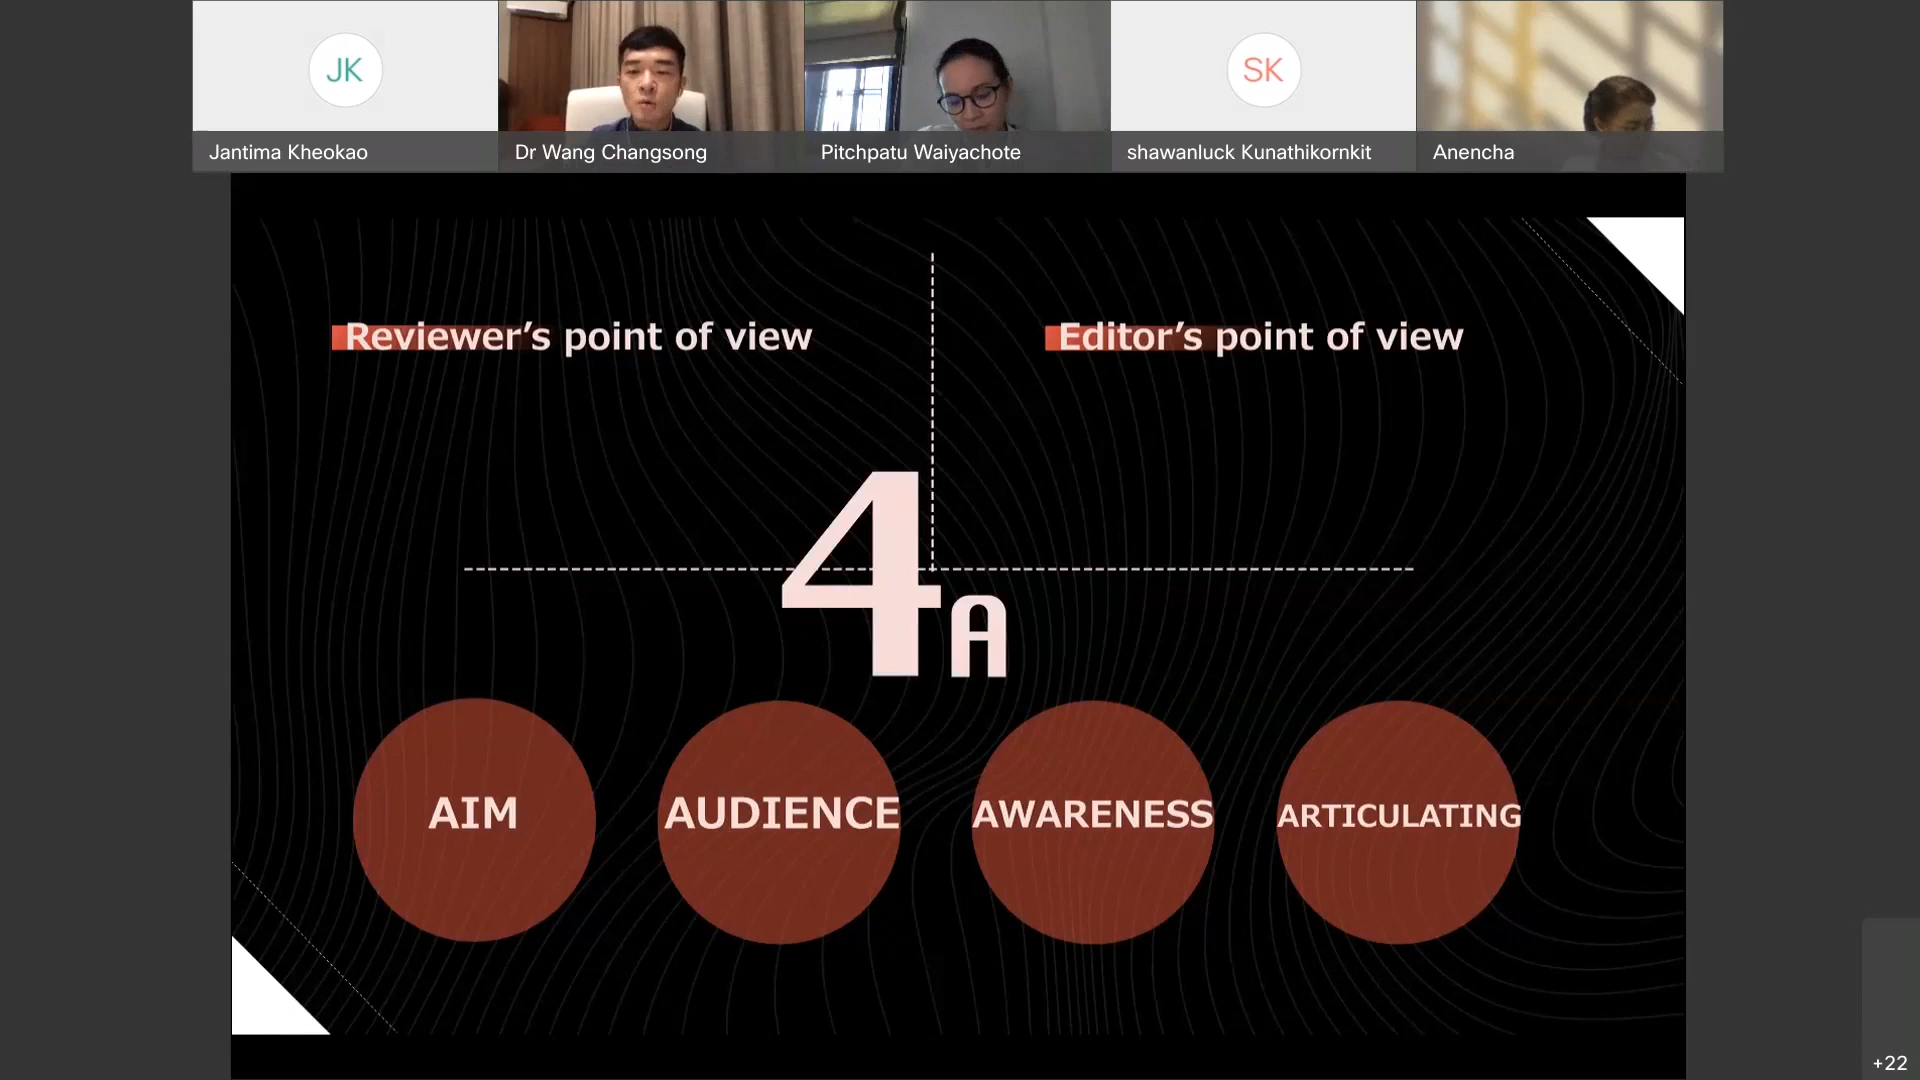 JK
SK
Jantima Kheokao
Dr Wang Changsong
Pitchpatu Waiyachote
shawanluck Kunathikornkit
Anencha
Reviewer’s point of view
Editor’s point of view
4A
AIM
AUDIENCE
AWARENESS
ARTICULATING
+22